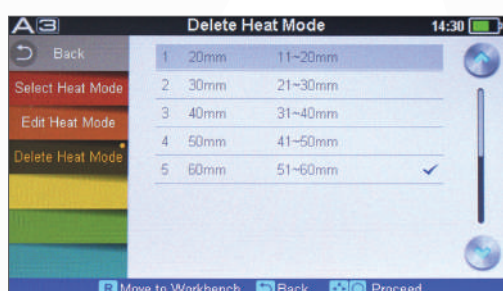 A3 Delete Heat Mode 14:30
Back
Select Heat Mode
Edit Heat Mode
Delete Heat Mode
1 20mm 11~20mm
2 30mm 21~30mm
3 40mm 31~40mm
4 50mm 41~50mm
5 60mm 51~60mm
R Move to Workbench Back Proceed